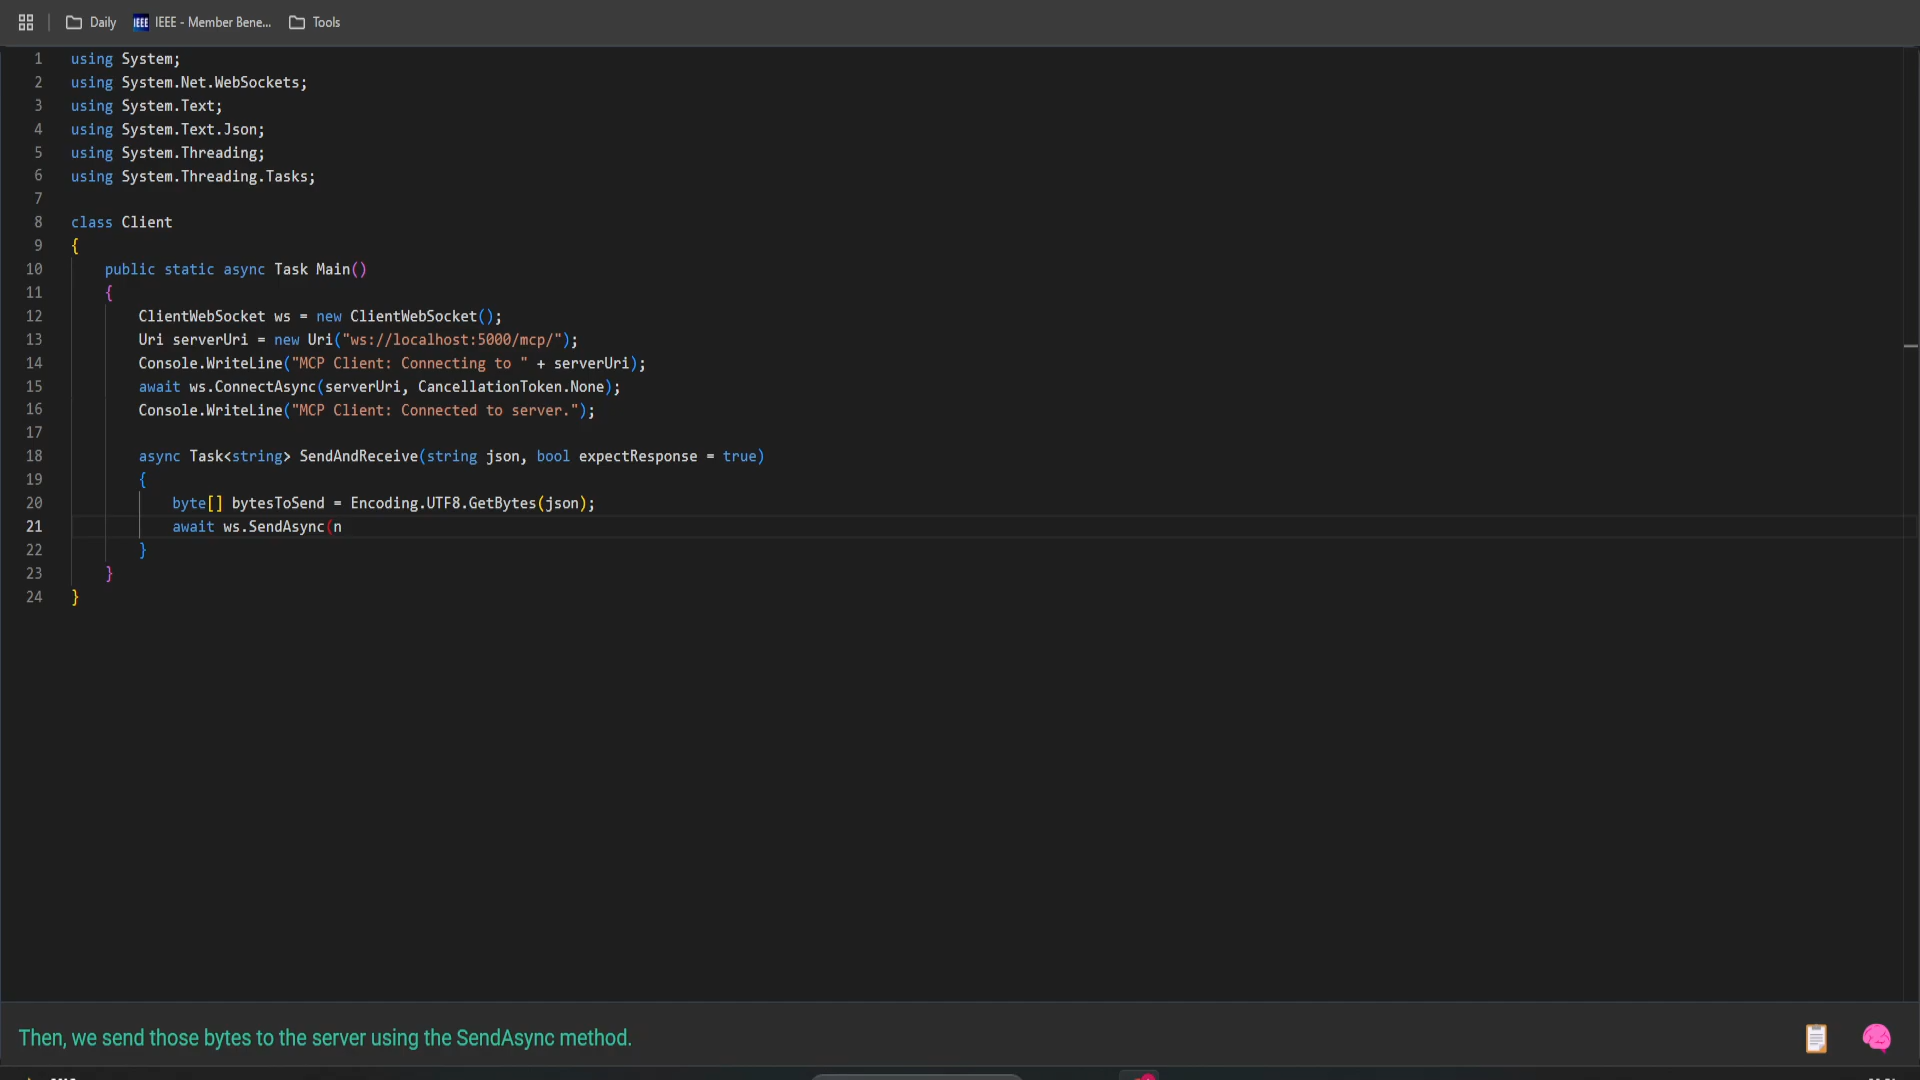 Daily IEEE IEEE - Member Bene... Tools
1 using System;
2 using System.Net.WebSockets;
3 using System.Text;
4 using System.Text.Json;
5 using System.Threading;
6 using System.Threading.Tasks;
7
8 class Client
9 {
10 public static async Task Main()
11 {
12 ClientWebSocket ws = new ClientWebSocket();
13 Uri serverUri = new Uri("ws://localhost:5000/mcp/");
14 Console.WriteLine("MCP Client: Connecting to " + serverUri);
15 await ws.ConnectAsync(serverUri, CancellationToken.None);
16 Console.WriteLine("MCP Client: Connected to server.");
17
18 async Task<string> SendAndReceive(string json, bool expectResponse = true)
19 {
20 byte[] bytesToSend = Encoding.UTF8.GetBytes(json);
21 await ws.SendAsync(n
22 }
23 }
24 }
Then, we send those bytes to the server using the SendAsync method.